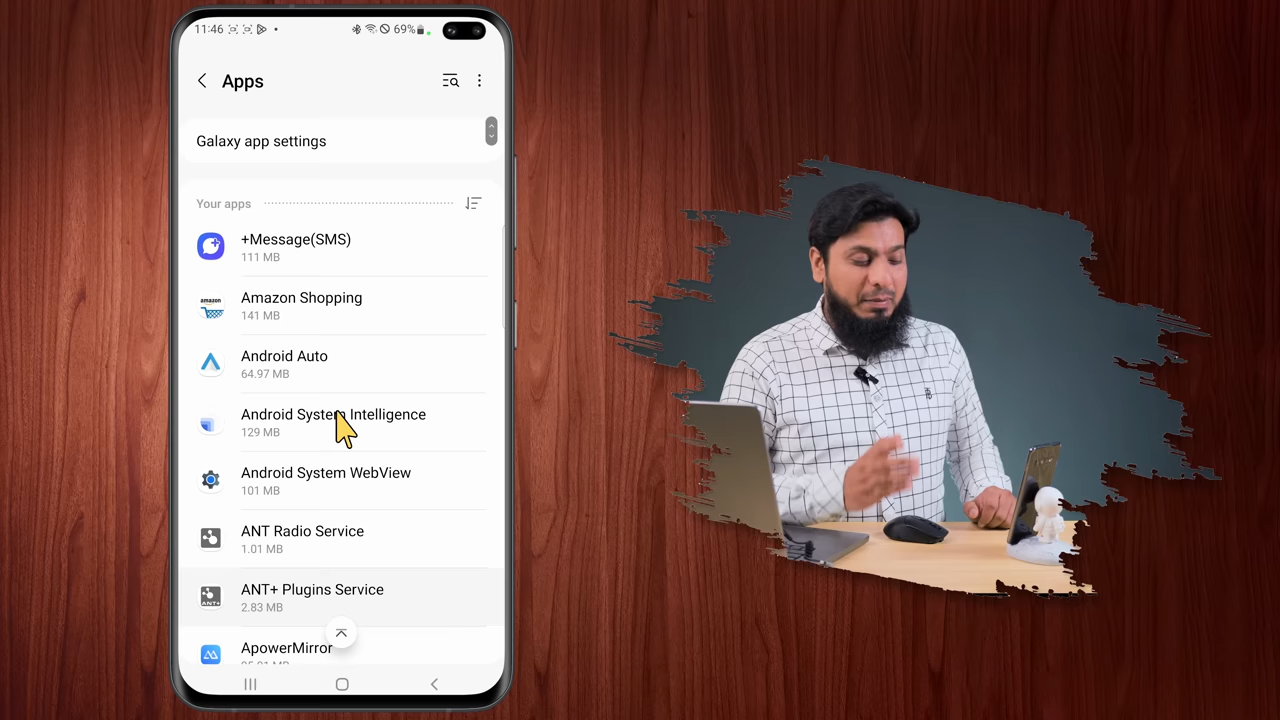 11:46
69%
Apps
Galaxy app settings
Your apps
+Message(SMS)
111 MB
amazon
Amazon Shopping
141 MB
Android Auto
64.97 MB
Android System Intelligence
129 MB
Android System WebView
101 MB
ANT Radio Service
1.01 MB
ANT+
ANT+ Plugins Service
2.83 MB
ApowerMirror